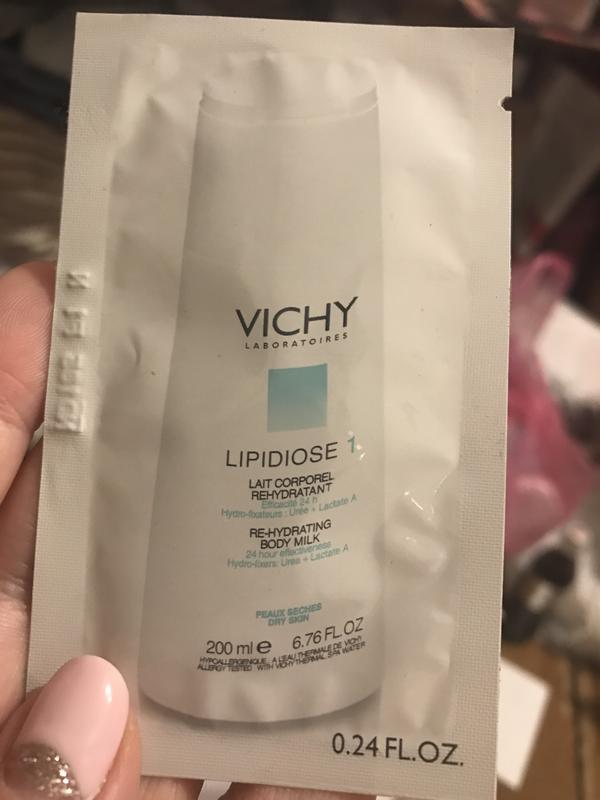 VICHY
LABORATOIRES
LIPIDIOSE 1
LAIT CORPOREL
REHYDRATANT
Efficacité 24 h
Hydro-fixateurs : Urée + Lactate A
RE-HYDRATING
BODY MILK
24 hour effectiveness
Hydro-fixers: Urea + Lactate A
PEAUX SECHES
DRY SKIN
200 ml e 6.76 FL.OZ
HYPOALLERGENIQUE. A L'EAU THERMALE DE VICHY
ALLERGY TESTED. WITH VICHY THERMAL SPA WATER
0.24 FL.OZ.